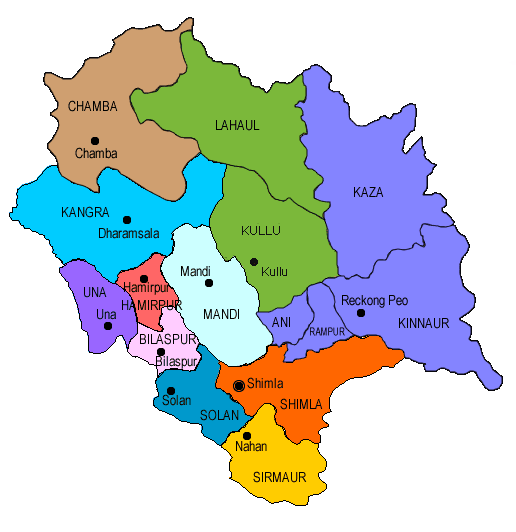 CHAMBA
Chamba
LAHAUL
KAZA
KANGRA
Dharamsala
KULLU
Kullu
Mandi
MANDI
UNA
Una
Hamirpur
HAMIRPUR
BILASPUR
Bilaspur
ANI
RAMPUR
Reckong Peo
KINNAUR
Solan
SOLAN
Shimla
SHIMLA
Nahan
SIRMAUR